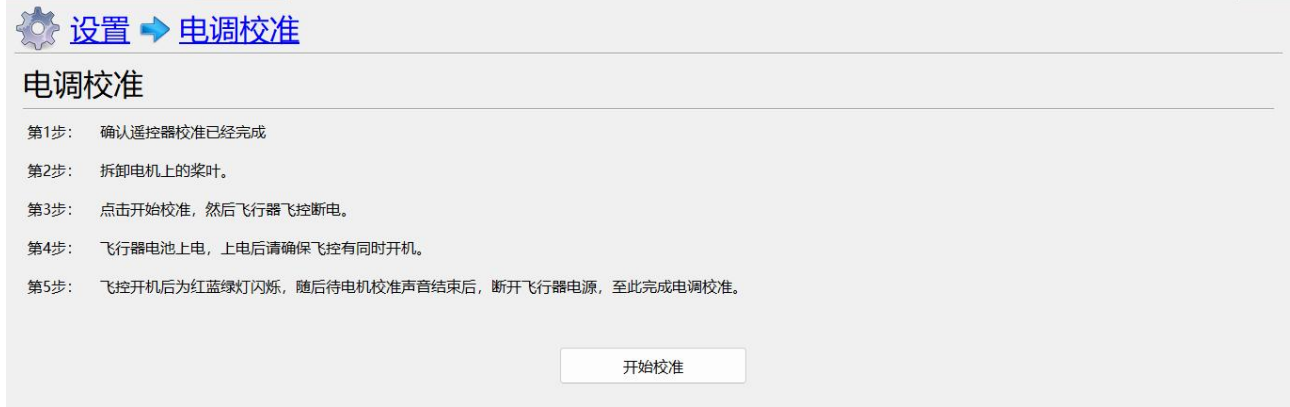 设置 电调校准
电调校准
第1步： 确认遥控器校准已经完成
第2步： 拆卸电机上的桨叶。
第3步： 点击开始校准，然后飞行器飞控断电。
第4步： 飞行器电池上电，上电后请确保飞控有同时开机。
第5步： 飞控开机后为红蓝绿灯闪烁，随后待电机校准声音结束后，断开飞行器电源，至此完成电调校准。
开始校准